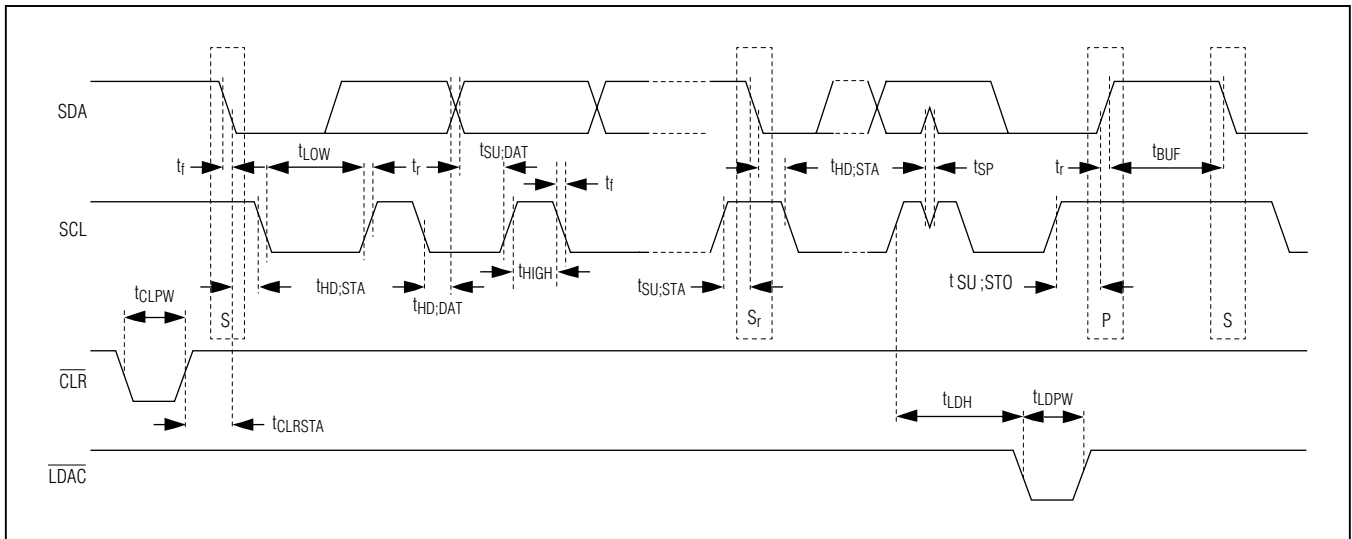 SDA
tf
tLOW
tr
tSU;DAT
tf
tHD;STA
tSP
tr
tBUF
SCL
tHD;STA
tHD;DAT
tHIGH
tSU;STA
t SU ;STO
tCLPW
S
Sr
P
S
CLR
tCLRSTA
tLDH
tLDPW
LDAC